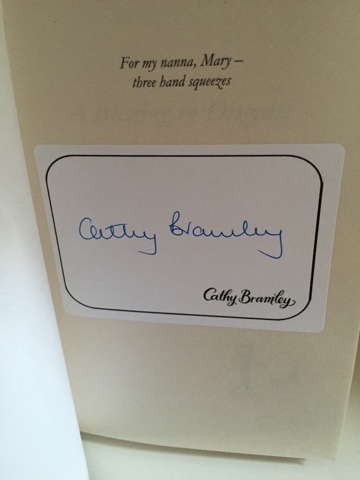 For my nanna, Mary –
three hand squeezes
Cathy Bramley
Cathy Bramley